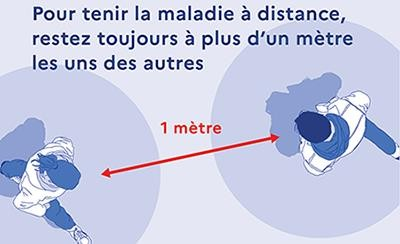 Pour tenir la maladie à distance,
restez toujours à plus d’un mètre
les uns des autres
1 mètre